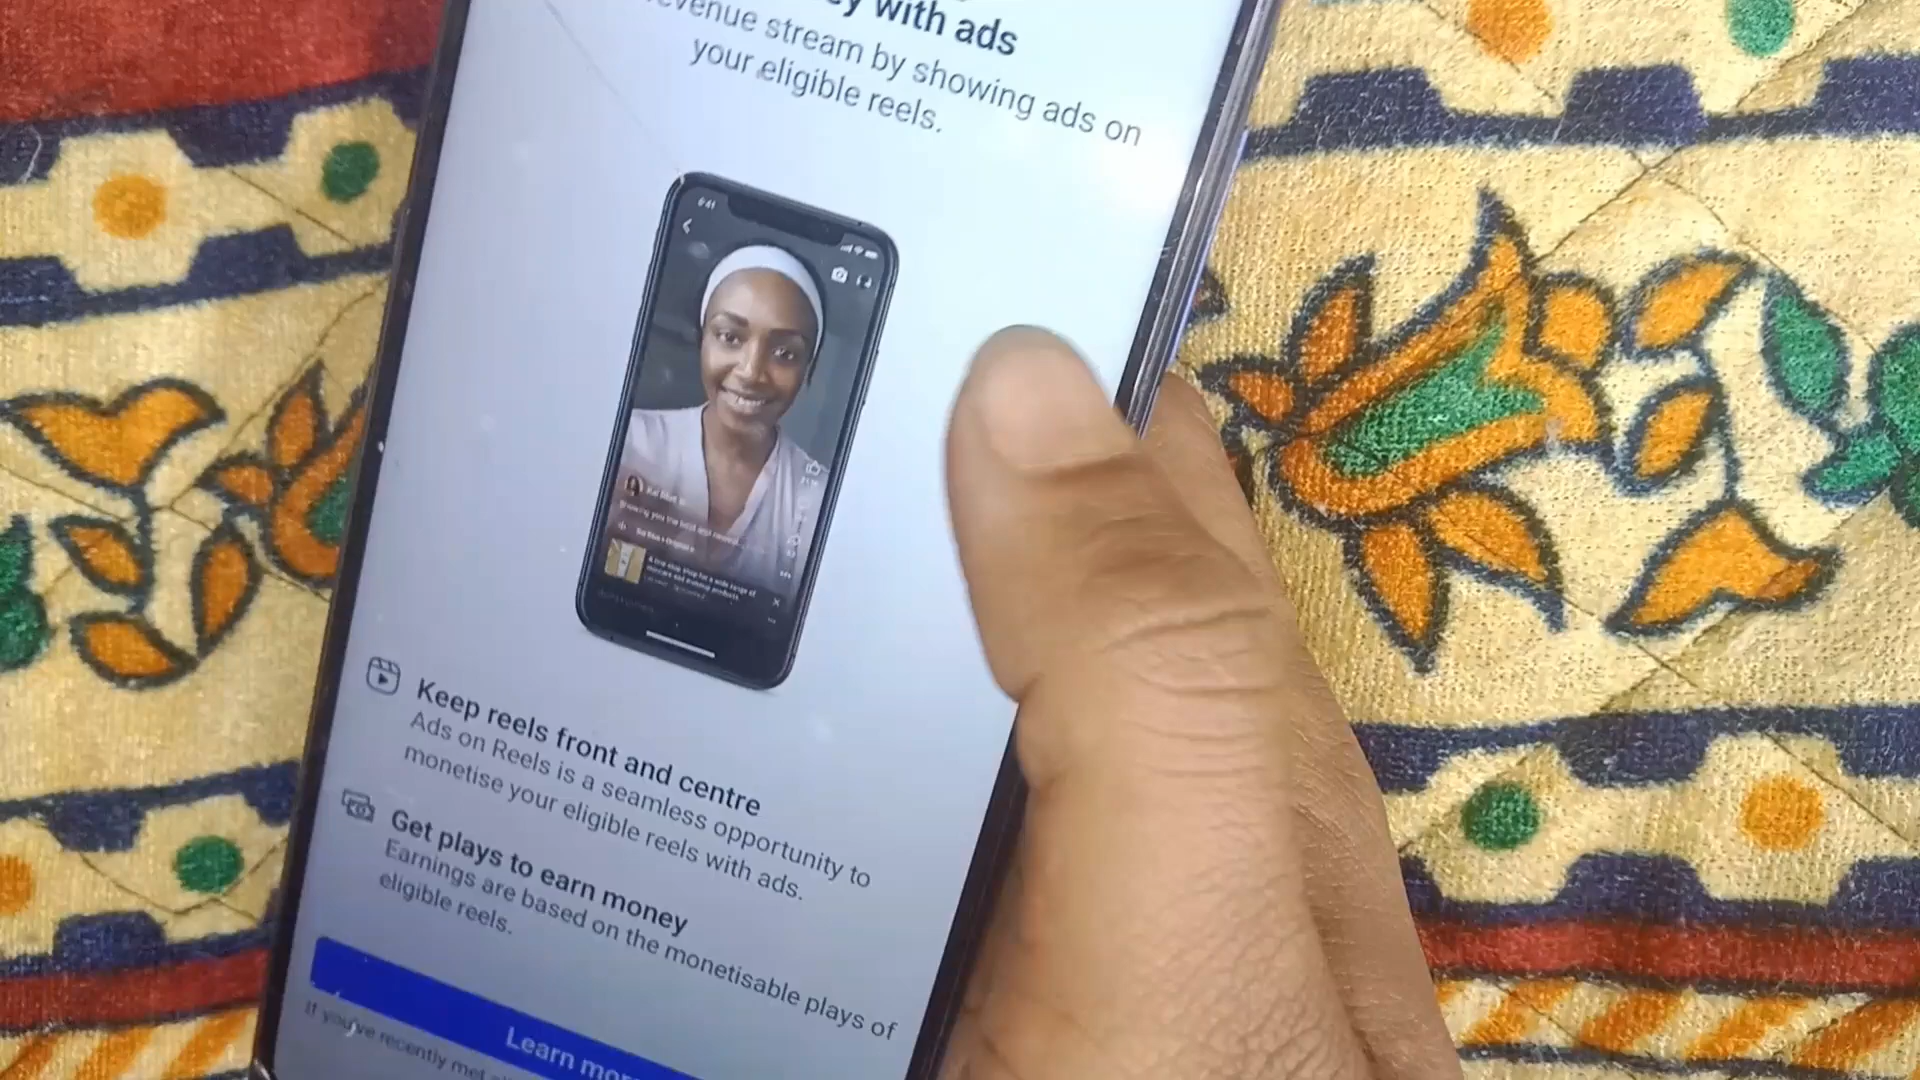 with ads
revenue stream by showing ads on
your eligible reels.
Keep reels front and centre
Ads on Reels is a seamless opportunity to
monetise your eligible reels with ads.
Get plays to earn money
Earnings are based on the monetisable plays of
eligible reels.
Learn more
If you've recently met